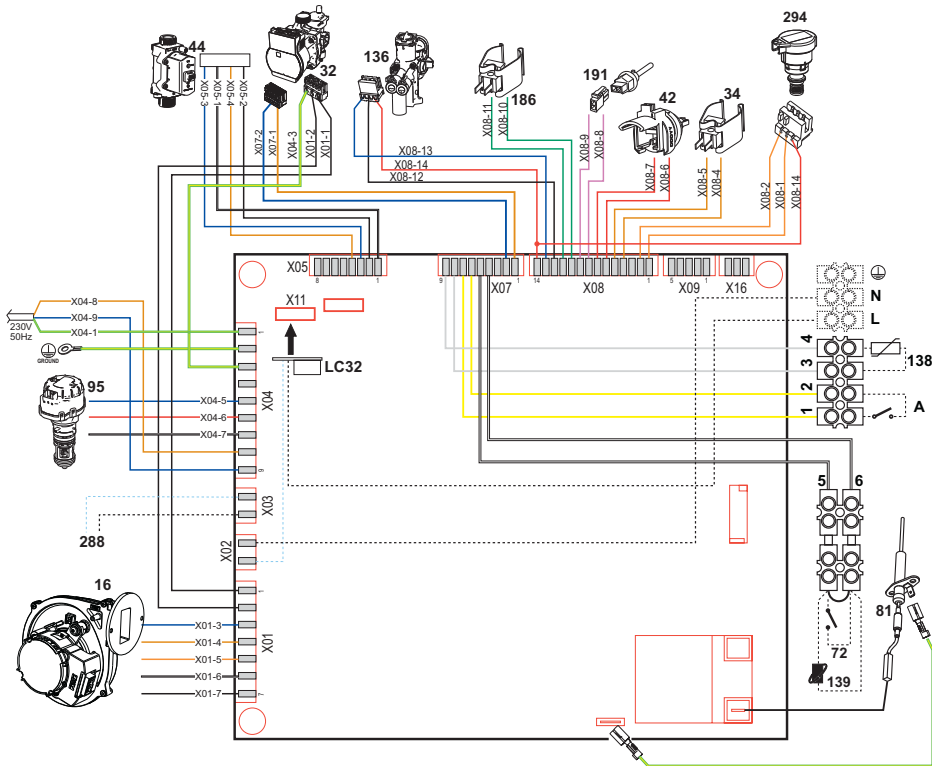 294
44
32
136
186
191
42
34
X05-3
X05-1
X05-4
X05-2
X07-2
X07-1
X04-3
X01-2
X01-1
X08-13
X08-14
X08-12
X08-11
X08-10
X08-9
X08-8
X08-7
X08-6
X08-5
X08-4
X08-2
X08-1
X08-14
X05
8
1
9
X07
1
14
X08
1
5
X09
1
X16
X11
LC32
N
L
4
3
2
1
138
A
X04-8
X04-9
X04-1
230V
50Hz
GROUND
1
95
X04-5
X04-6
X04-7
X04
9
X03
288
X02
5
6
16
1
X01-3
X01-4
X01-5
X01-6
X01-7
X01
7
81
72
139